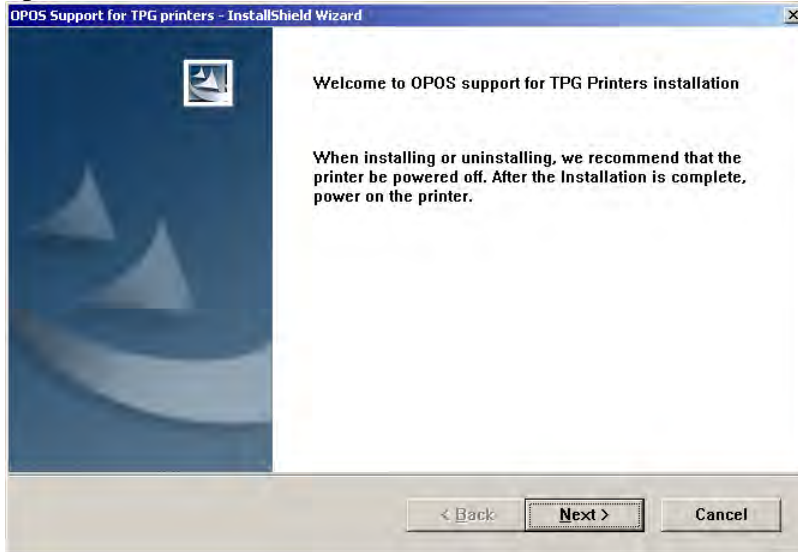 OPOS Support for TPG printers - InstallShield Wizard
Welcome to OPOS support for TPG Printers installation
When installing or uninstalling, we recommend that the
printer be powered off. After the Installation is complete,
power on the printer.
< Back Next > Cancel